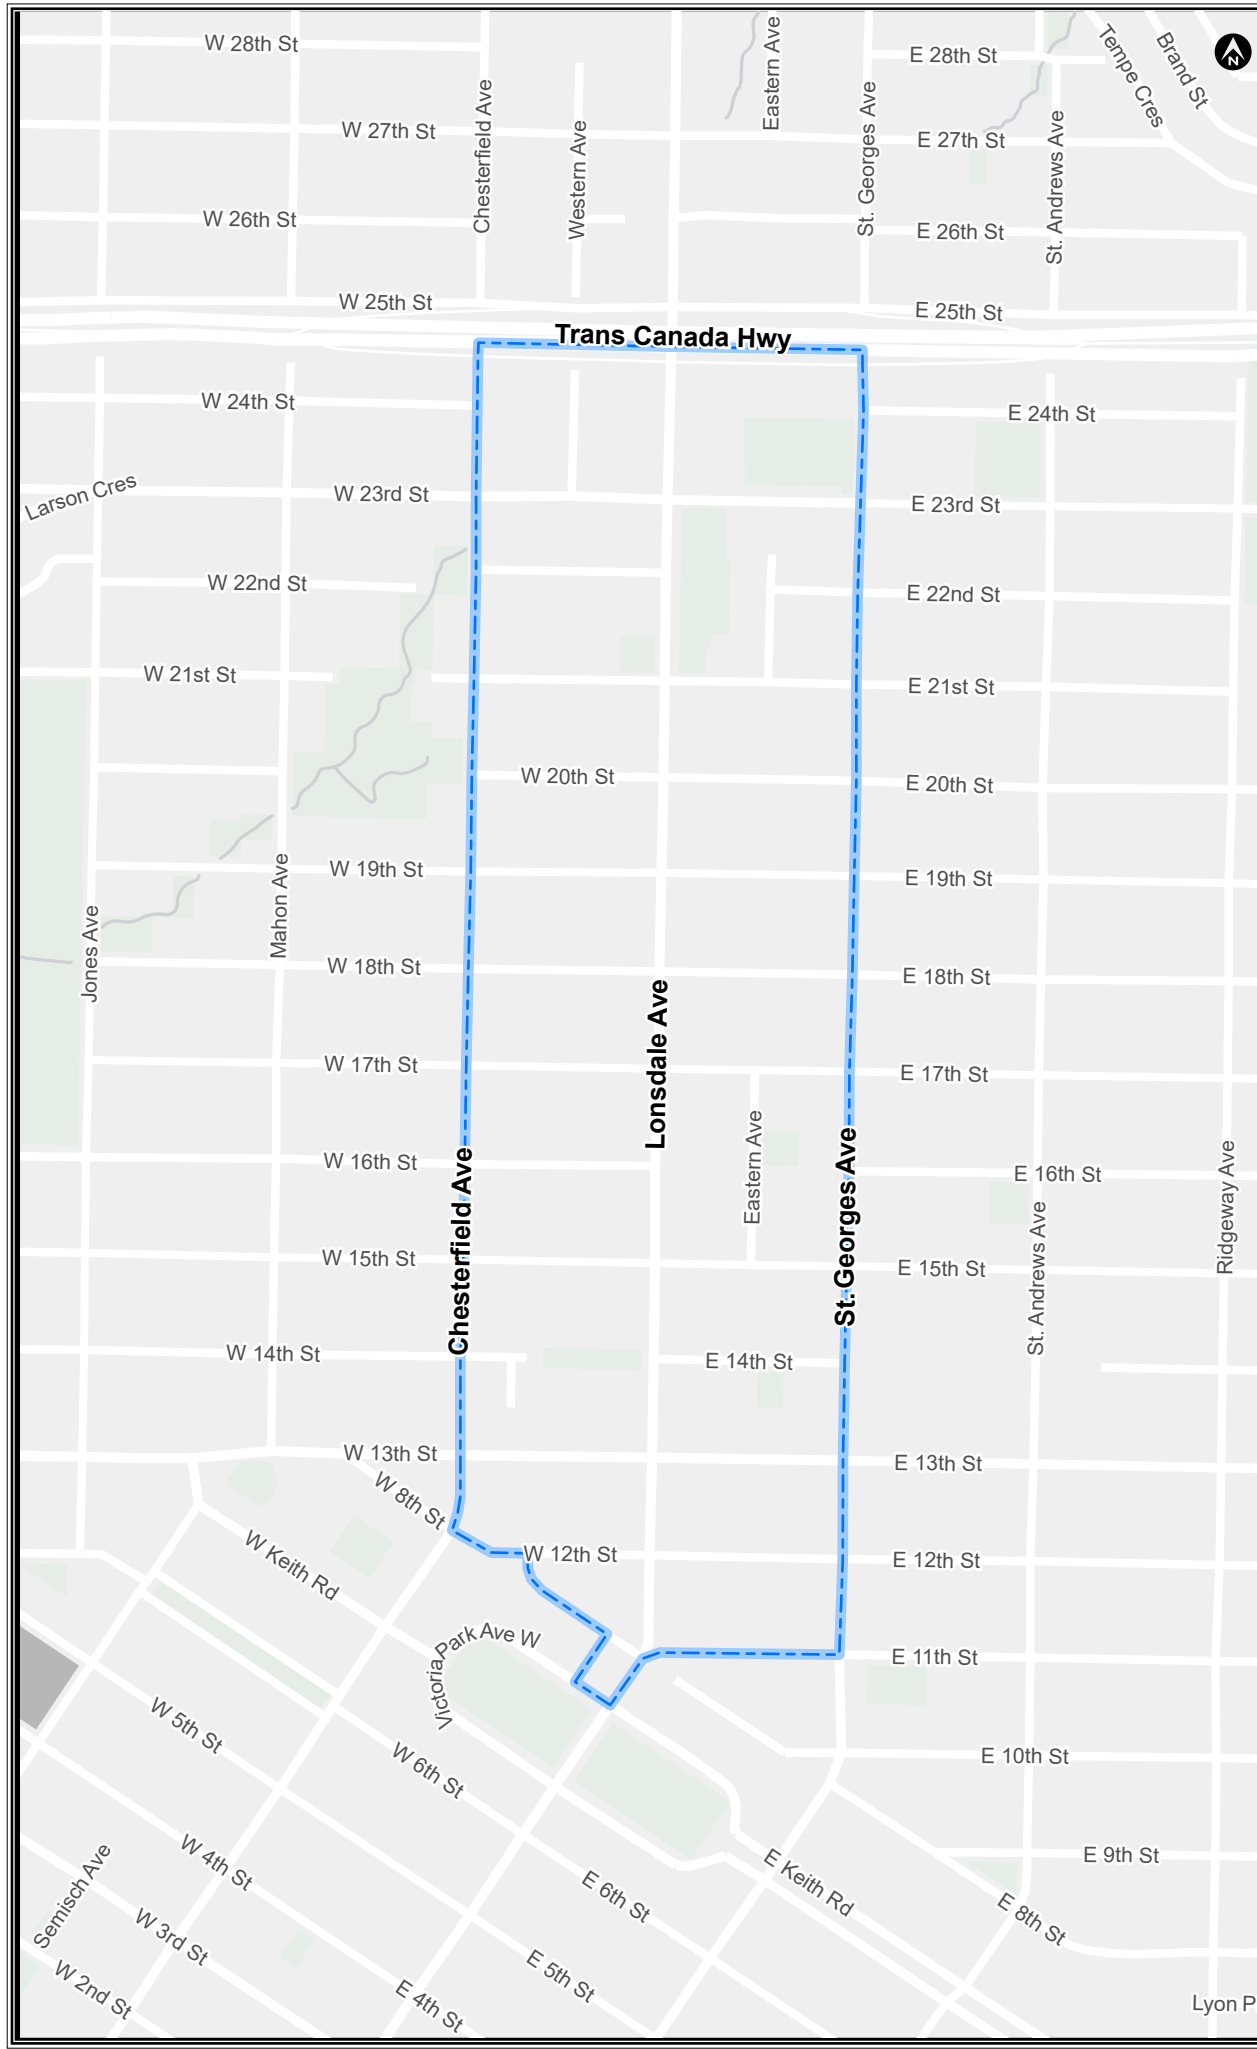 W 28th St
E 28th St
Eastern Ave
Tempe Cres
Brand St
N
Chesterfield Ave
Western Ave
St. Georges Ave
St. Andrews Ave
W 27th St
E 27th St
W 26th St
E 26th St
W 25th St
E 25th St
Trans Canada Hwy
W 24th St
E 24th St
Larson Cres
W 23rd St
E 23rd St
W 22nd St
E 22nd St
W 21st St
E 21st St
W 20th St
E 20th St
W 19th St
E 19th St
Mahon Ave
Jones Ave
W 18th St
E 18th St
Lonsdale Ave
W 17th St
E 17th St
Eastern Ave
W 16th St
E 16th St
Chesterfield Ave
St. Georges Ave
St. Andrews Ave
Ridgeway Ave
W 15th St
E 15th St
W 14th St
E 14th St
W 13th St
E 13th St
W 8th St
W 12th St
E 12th St
W Keith Rd
Victoria Park Ave W
E 11th St
W 5th St
W 6th St
E 10th St
W 4th St
E 6th St
E Keith Rd
E 9th St
E 8th St
Semisch Ave
W 3rd St
E 5th St
W 2nd St
E 4th St
Lyon P